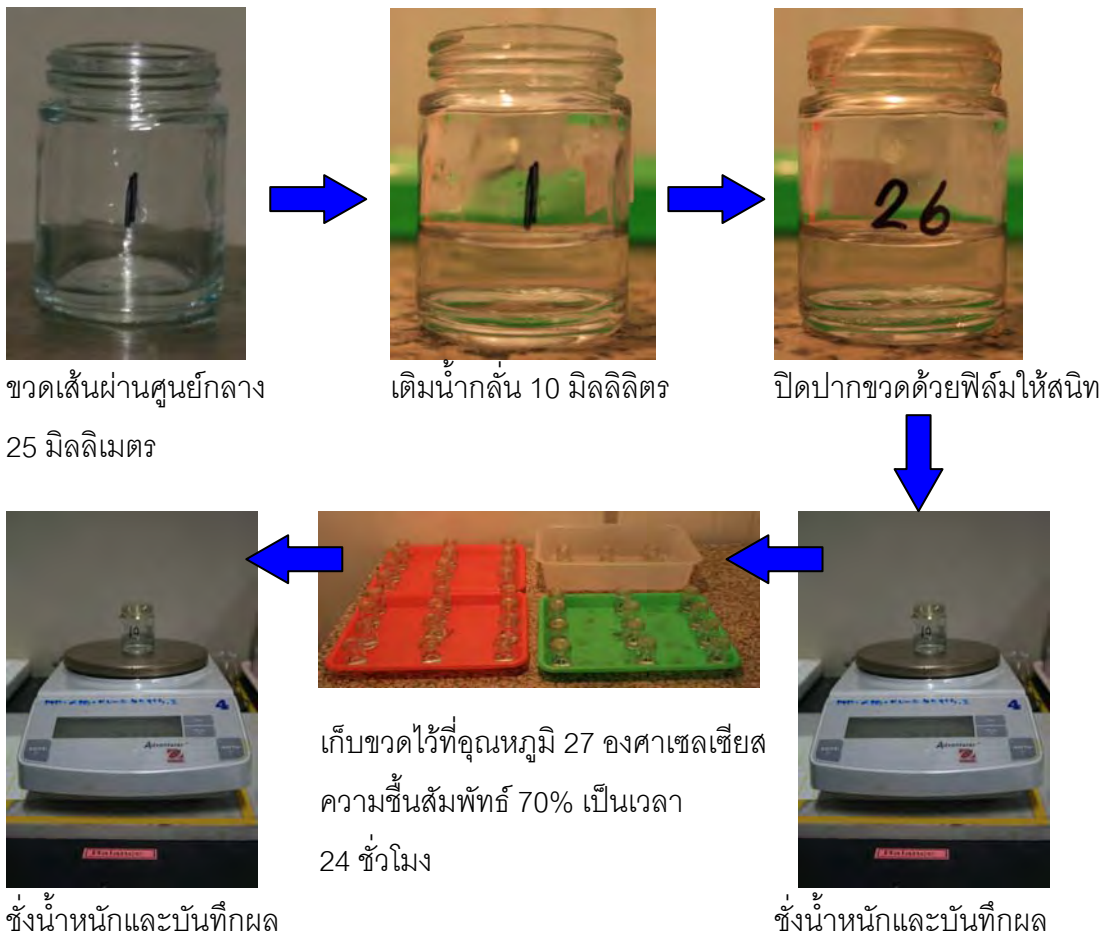 1
1
26
ขวดเส้นผ่านศูนย์กลาง
25 มิลลิเมตร
เติมน้ำกลั่น 10 มิลลิลิตร
ปิดปากขวดด้วยฟิล์มให้สนิท
4
Balance
เก็บขวดไว้ที่อุณหภูมิ 27 องศาเซลเซียส
ความชื้นสัมพัทธ์ 70% เป็นเวลา
24 ชั่วโมง
4
Balance
ชั่งน้ำหนักและบันทึกผล
ชั่งน้ำหนักและบันทึกผล